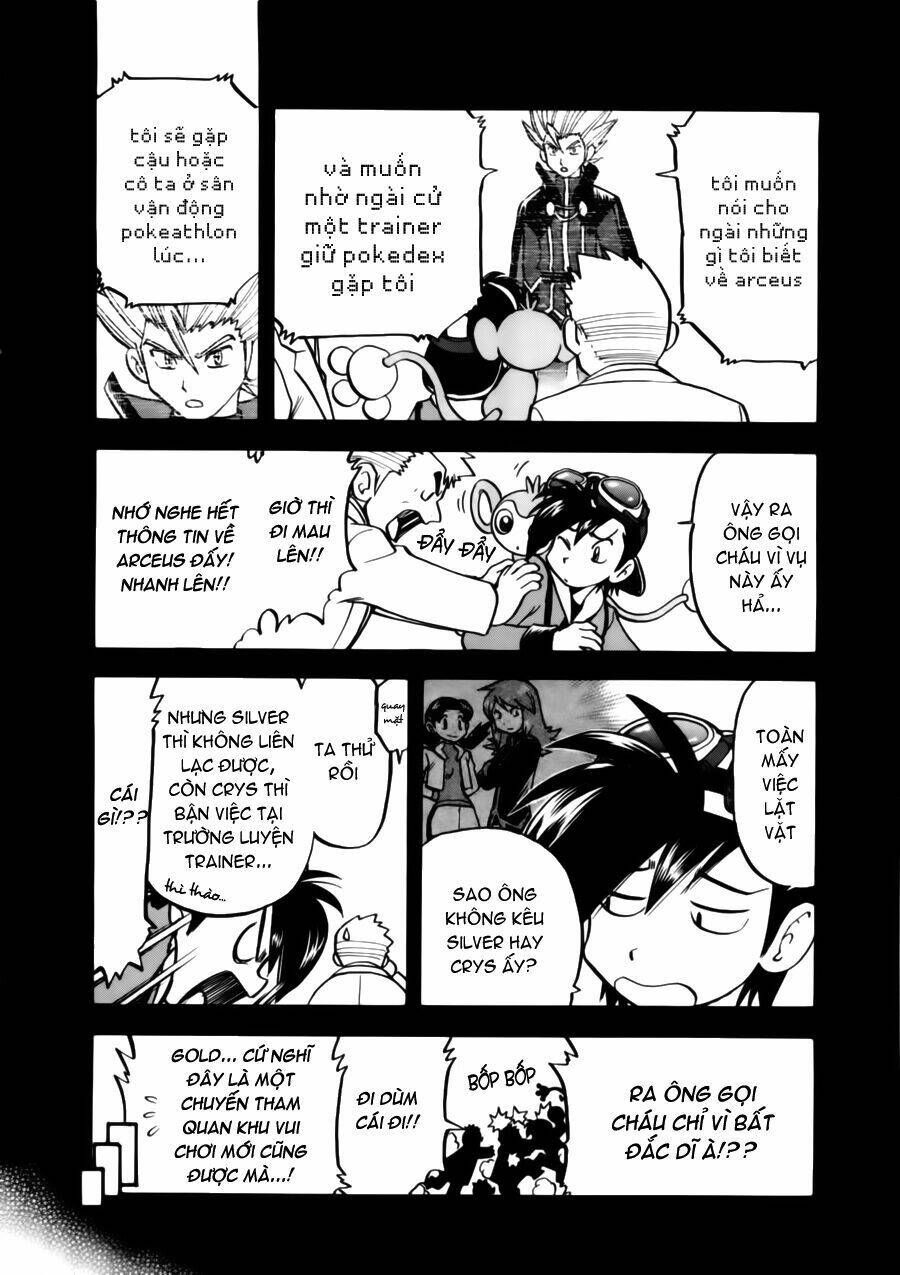 tôi muốn
nói cho
ngài những
gì tôi biết
về arceus
và muốn
nhờ ngài cử
một trainer
giữ pokedex
gặp tôi
tôi sẽ gặp
cậu hoặc
cô ta ở sân
vận động
pokeathlon
lúc...
VẬY RA
ÔNG GỌI
CHÁU VÌ VỤ
NÀY ẤY
HẢ...
ĐẨY ĐẨY
GIỜ THÌ
ĐI MAU
LÊN!!
NHỚ NGHE HẾT
THÔNG TIN VỀ
ARCEUS ĐẤY!
NHANH LÊN!!
TOÀN
MẤY
VIỆC
LẶT
VẶT
SAO ÔNG
KHÔNG KÊU
SILVER HAY
CRYS ẤY?
quay
mặt
TA THỬ
RỒI
NHƯNG SILVER
THÌ KHÔNG LIÊN
LẠC ĐƯỢC,
CÒN CRYS THÌ
BẬN VIỆC TẠI
TRƯỜNG LUYỆN
TRAINER...
thì thào...
CÁI
GÌ!??
RA ÔNG GỌI
CHÁU CHỈ VÌ BẤT
ĐẮC DĨ À!??
BỐP BỐP
ĐI DÙM
CÁI ĐI!!
GOLD... CỨ NGHĨ
ĐÂY LÀ MỘT
CHUYẾN THAM
QUAN KHU VUI
CHƠI MỚI CŨNG
ĐƯỢC MÀ...!